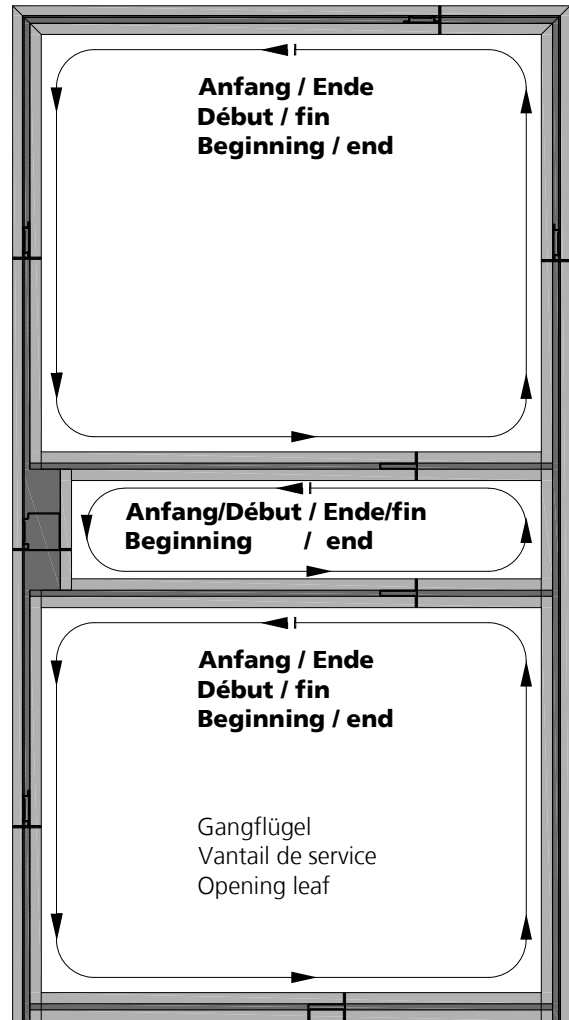 Anfang / Ende
Début / fin
Beginning / end
Anfang/Début / Ende/fin
Beginning / end
Anfang / Ende
Début / fin
Beginning / end
Gangflügel
Vantail de service
Opening leaf